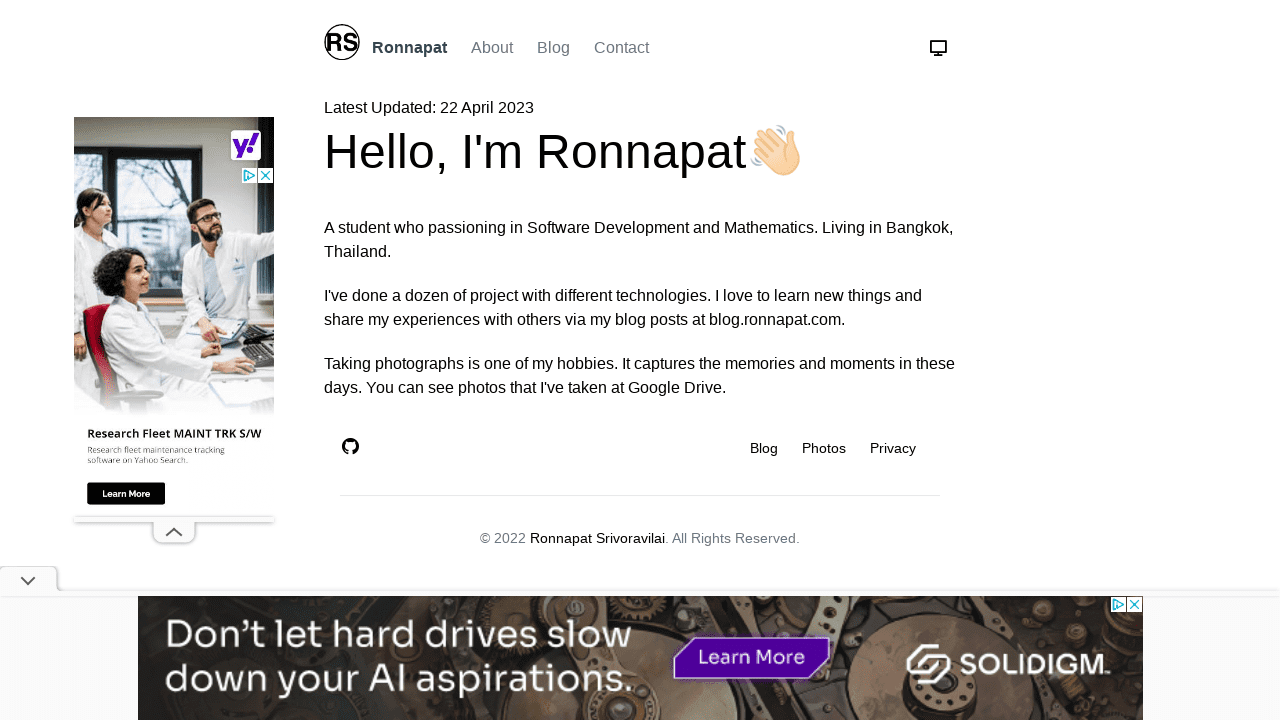 RS
Ronnapat About Blog Contact
Latest Updated: 22 April 2023
Hello, I'm Ronnapat
A student who passioning in Software Development and Mathematics. Living in Bangkok,
Thailand.
I've done a dozen of project with different technologies. I love to learn new things and
share my experiences with others via my blog posts at blog.ronnapat.com.
Taking photographs is one of my hobbies. It captures the memories and moments in these
days. You can see photos that I've taken at Google Drive.
Blog Photos Privacy
© 2022 Ronnapat Srivoravilai. All Rights Reserved.
y!
Research Fleet MAINT TRK S/W
Research fleet maintenance tracking
software on Yahoo Search.
Learn More
Don't let hard drives slow
down your AI aspirations.
Learn More
SOLIDIGM